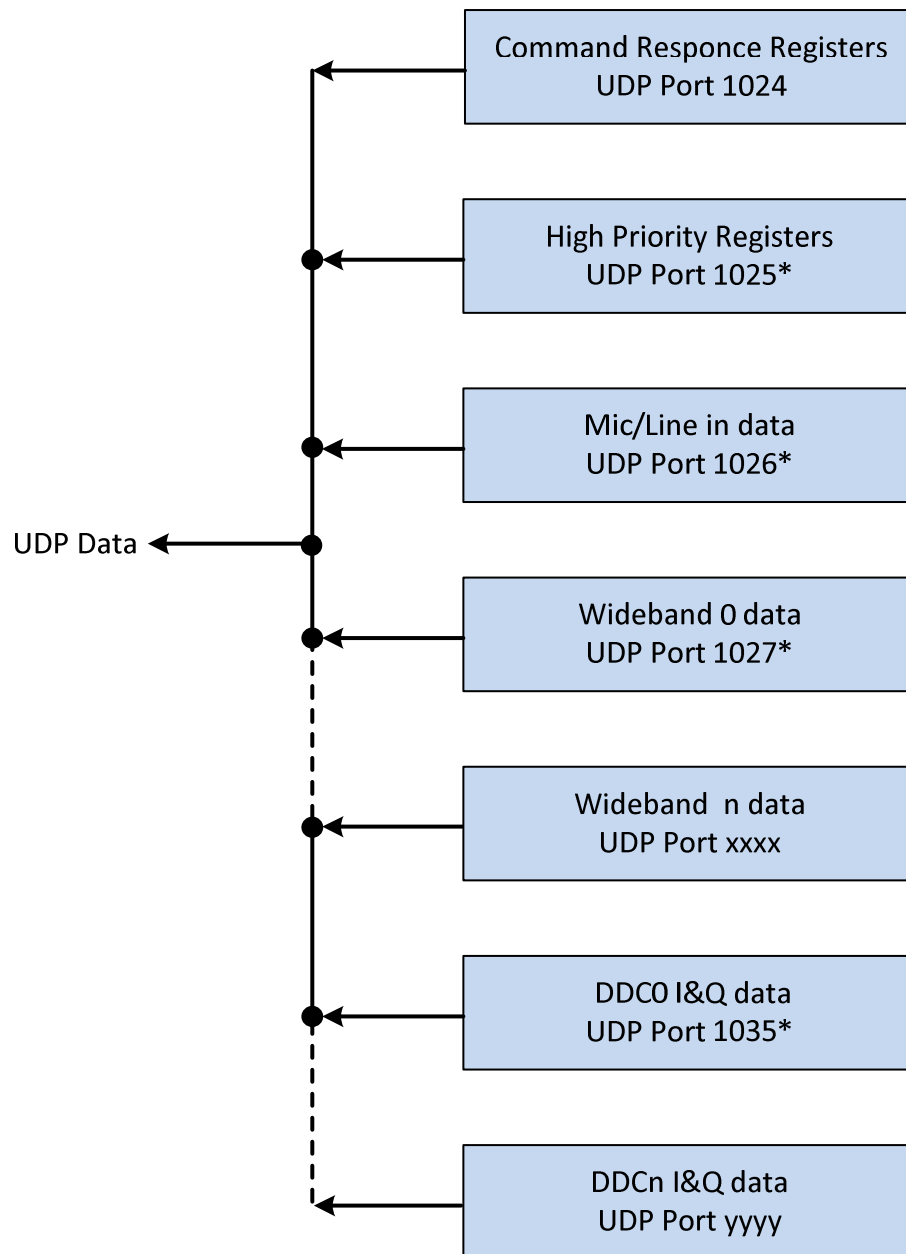 Command Responce Registers
UDP Port 1024
High Priority Registers
UDP Port 1025*
Mic/Line in data
UDP Port 1026*
UDP Data
Wideband 0 data
UDP Port 1027*
Wideband n data
UDP Port xxxx
DDC0 I&Q data
UDP Port 1035*
DDCn I&Q data
UDP Port yyyy